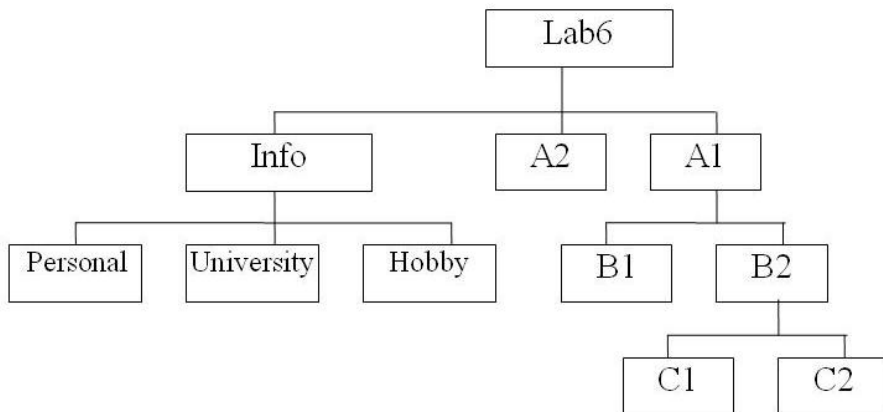 Lab6
Info
A2
A1
Personal
University
Hobby
B1
B2
C1
C2